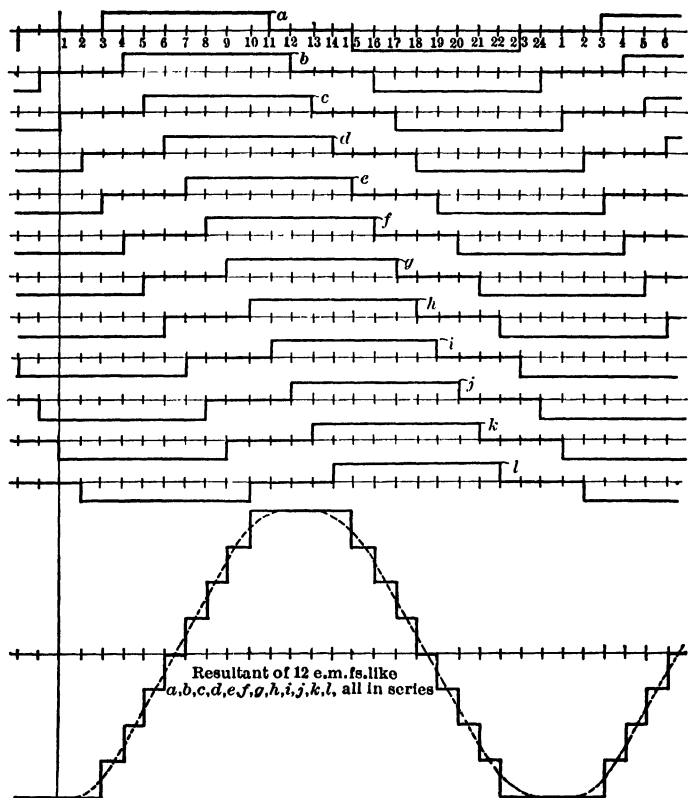 a
1 2 3 4 5 6 7 8 9 10 11 12 13 14 15 16 17 18 19 20 21 22 23 24 1 2 3 4 5 6
b
c
d
e
f
g
h
i
j
k
l
Resultant of 12 e.m.fs.like
a,b,c,d,e,f,g,h,i,j,k,l, all in series